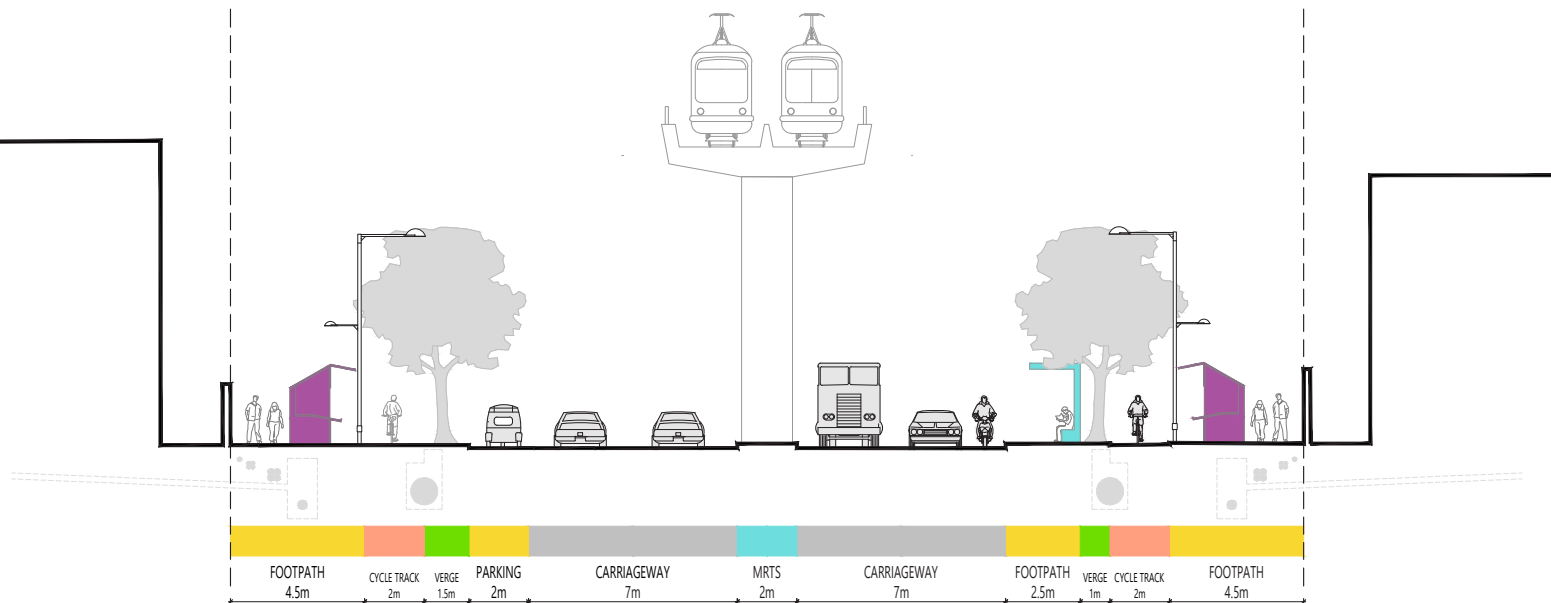 FOOTPATH
4.5m
CYCLE TRACK
2m
VERGE
1.5m
PARKING
2m
CARRIAGEWAY
7m
MRTS
2m
CARRIAGEWAY
7m
FOOTPATH
2.5m
VERGE
1m
CYCLE TRACK
2m
FOOTPATH
4.5m